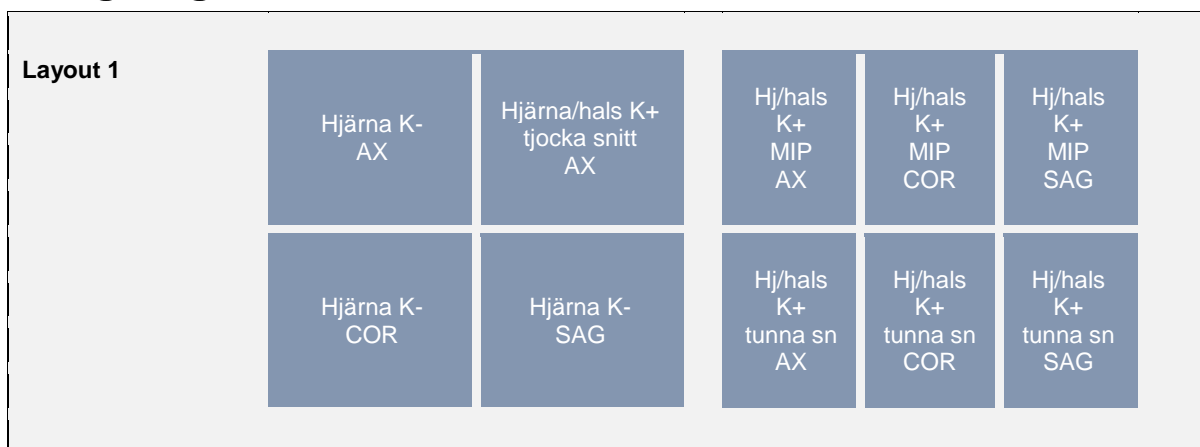 Layout 1
Hjärna K-
AX
Hjärna/hals K+
tjocka snitt
AX
Hj/hals
K+
MIP
AX
Hj/hals
K+
MIP
COR
Hj/hals
K+
MIP
SAG
Hjärna K-
COR
Hjärna K-
SAG
Hj/hals
K+
tunna sn
AX
Hj/hals
K+
tunna sn
COR
Hj/hals
K+
tunna sn
SAG